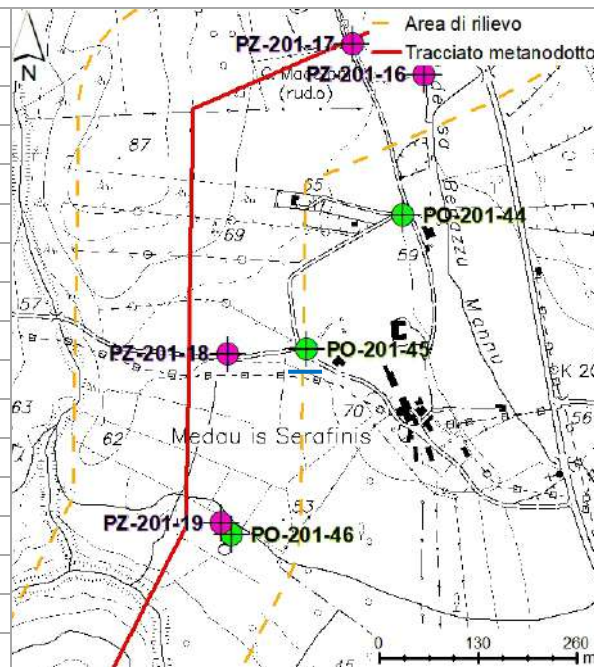 Area di rilievo
Tracciato metanodotto
N
PZ-201-17
PZ-201-16
(rud.o)
87
65
PO-201-44
69
59
Mannu
57
PZ-201-18
PO-201-45
70
56
63
62
Medau is Serafinis
PZ-201-19
PO-201-46
53
45
0 130 260
m